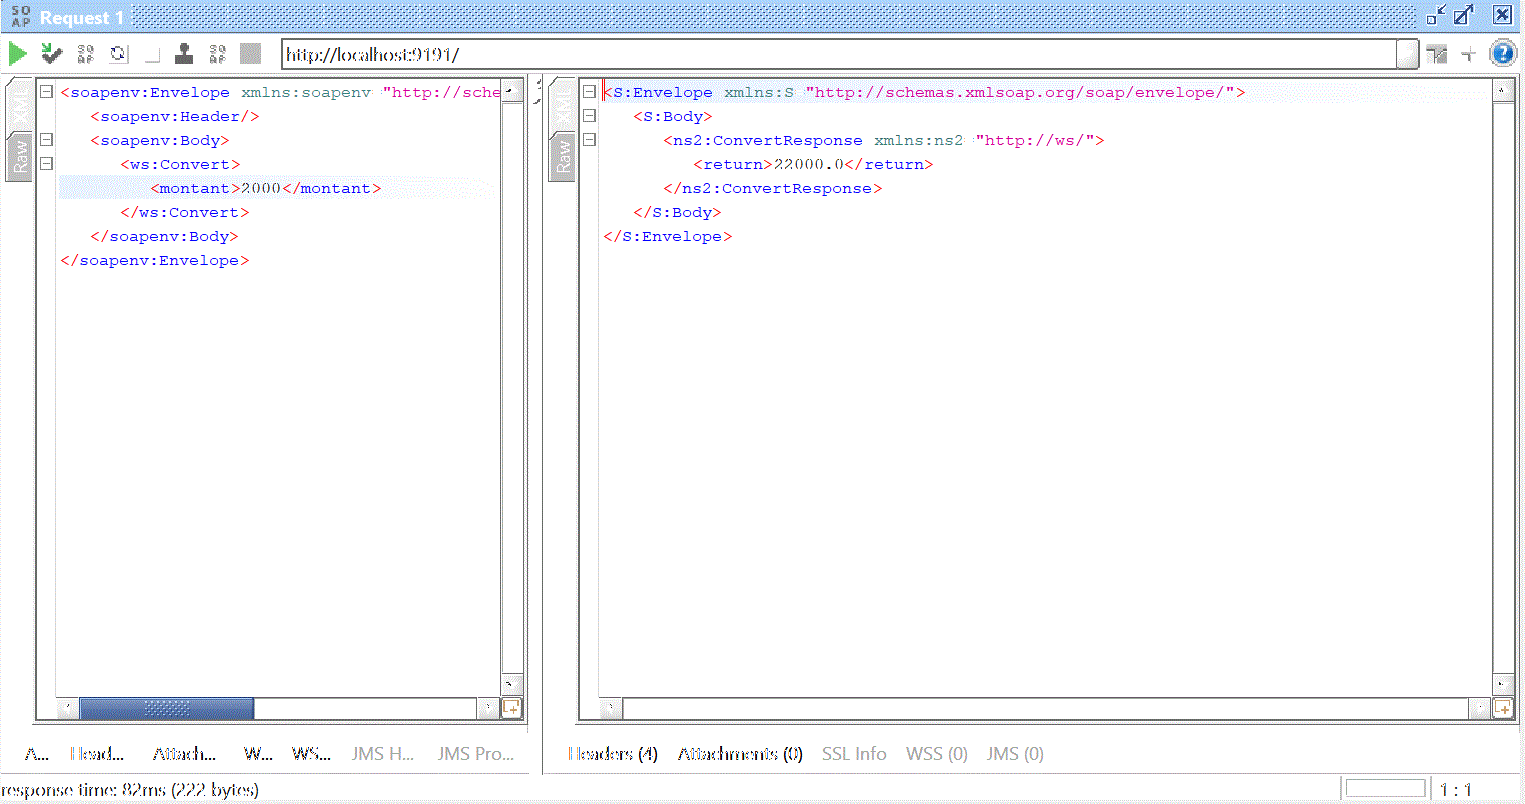 SO
AP
Request 1
http://localhost:9191/
XML
Raw
<soapenv:Envelope xmlns:soapenv "http://sche
<soapenv:Header/>
<soapenv:Body>
<ws:Convert>
<montant>2000</montant>
</ws:Convert>
</soapenv:Body>
</soapenv:Envelope>
XML
Raw
<S:Envelope xmlns:S "http://schemas.xmlsoap.org/soap/envelope/">
<S:Body>
<ns2:ConvertResponse xmlns:ns2 "http://ws/">
<return>22000.0</return>
</ns2:ConvertResponse>
</S:Body>
</S:Envelope>
A... Head... Attach... W... WS... JMS H... JMS Pro...
Headers (4) Attachments (0) SSL Info WSS (0) JMS (0)
response time: 82ms (222 bytes)
1 : 1